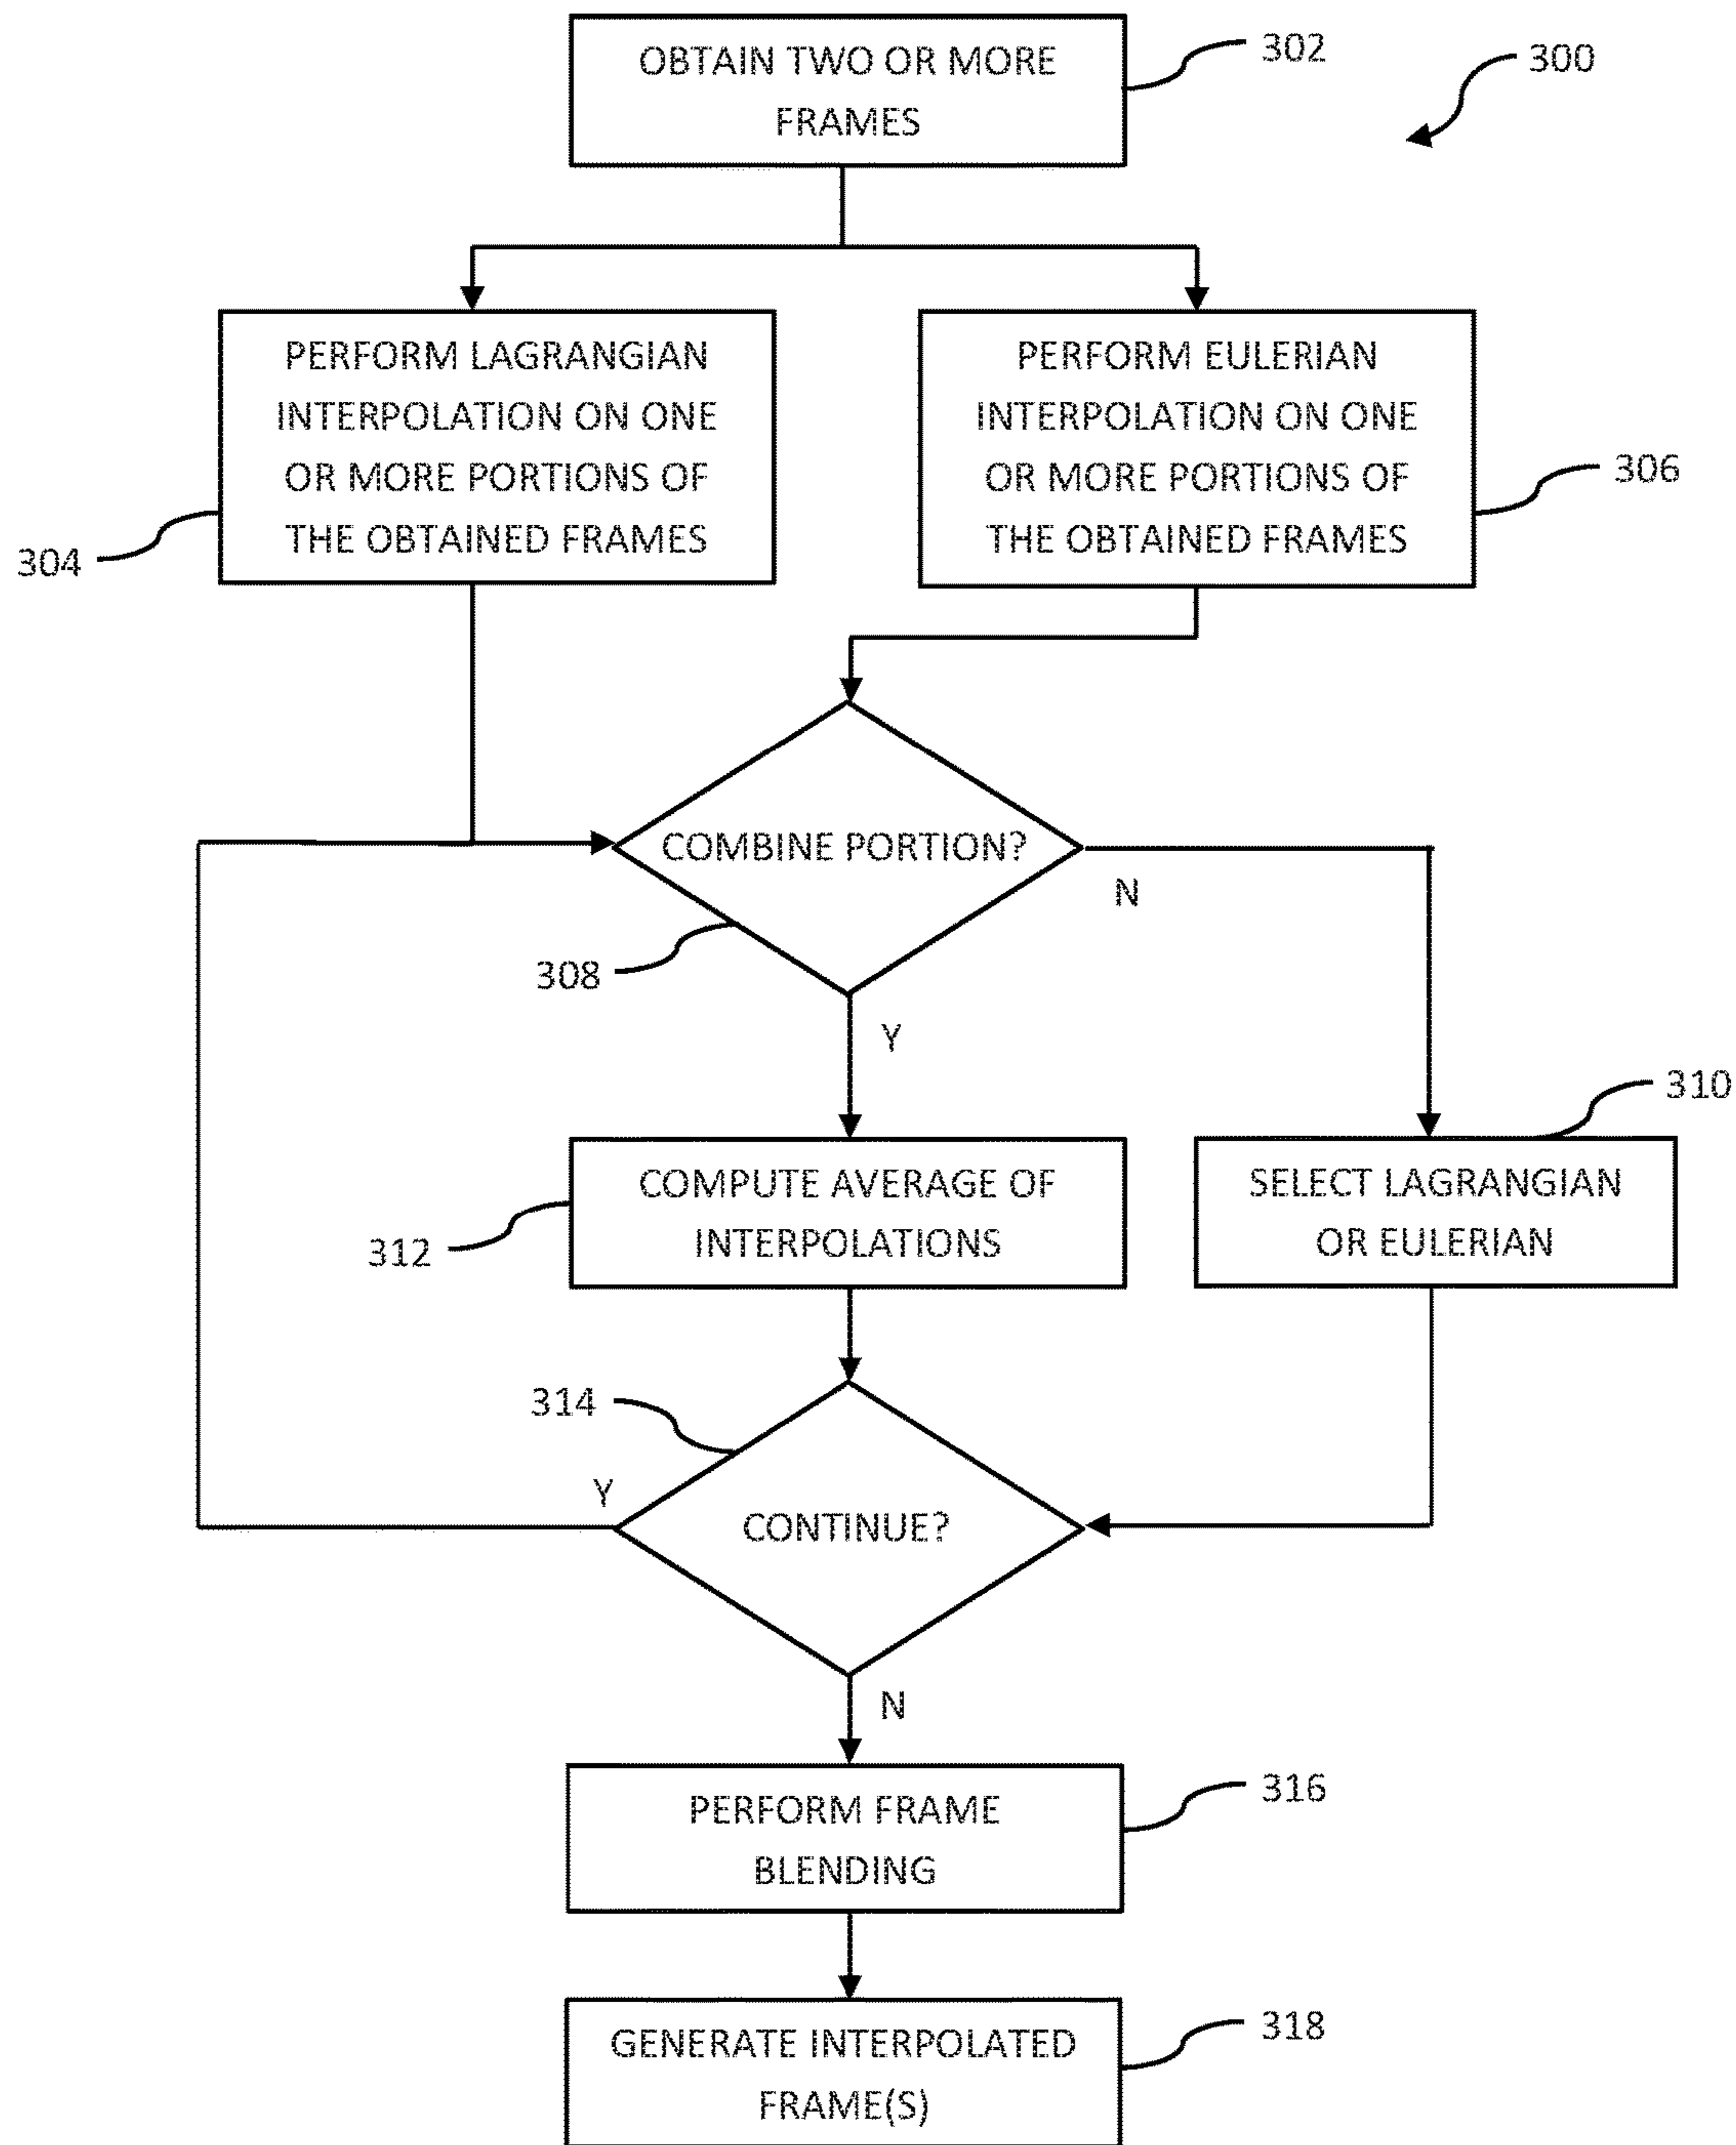 OBTAIN TWO OR MORE
FRAMES
302
300
PERFORM LAGRANGIAN
INTERPOLATION ON ONE
OR MORE PORTIONS OF
THE OBTAINED FRAMES
304
PERFORM EULERIAN
INTERPOLATION ON ONE
OR MORE PORTIONS OF
THE OBTAINED FRAMES
306
COMBINE PORTION?
N
308
Y
310
COMPUTE AVERAGE OF
INTERPOLATIONS
312
SELECT LAGRANGIAN
OR EULERIAN
314
Y
CONTINUE?
N
PERFORM FRAME
BLENDING
316
GENERATE INTERPOLATED
FRAME(S)
318